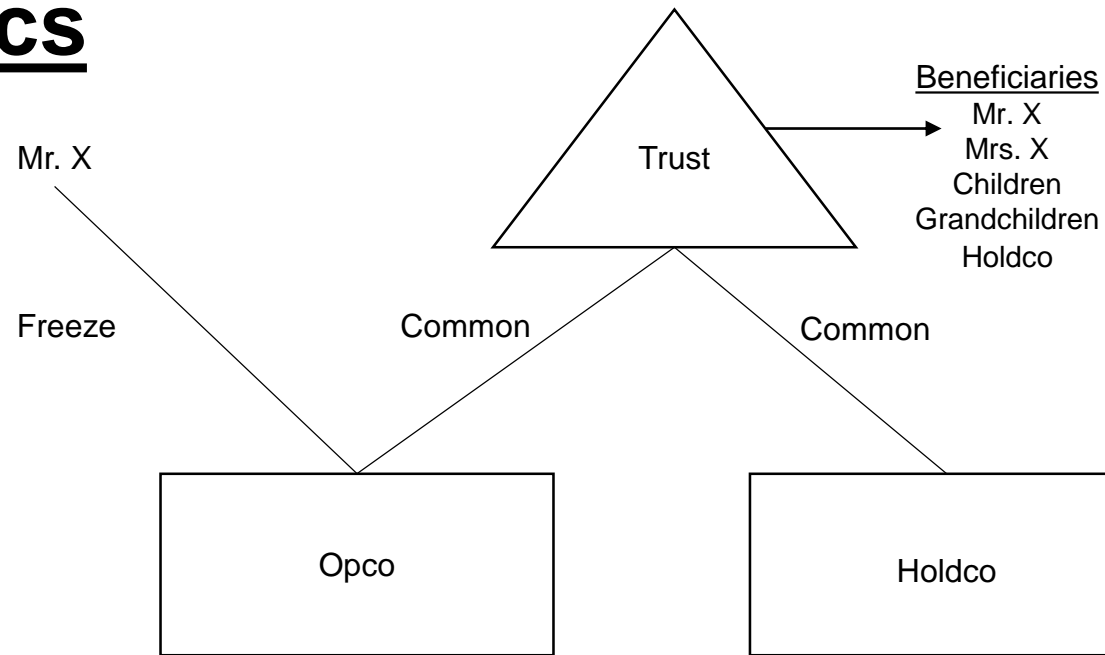 cs
Mr. X
Trust
Beneficiaries
Mr. X
Mrs. X
Children
Grandchildren
Holdco
Freeze
Common
Common
Opco
Holdco